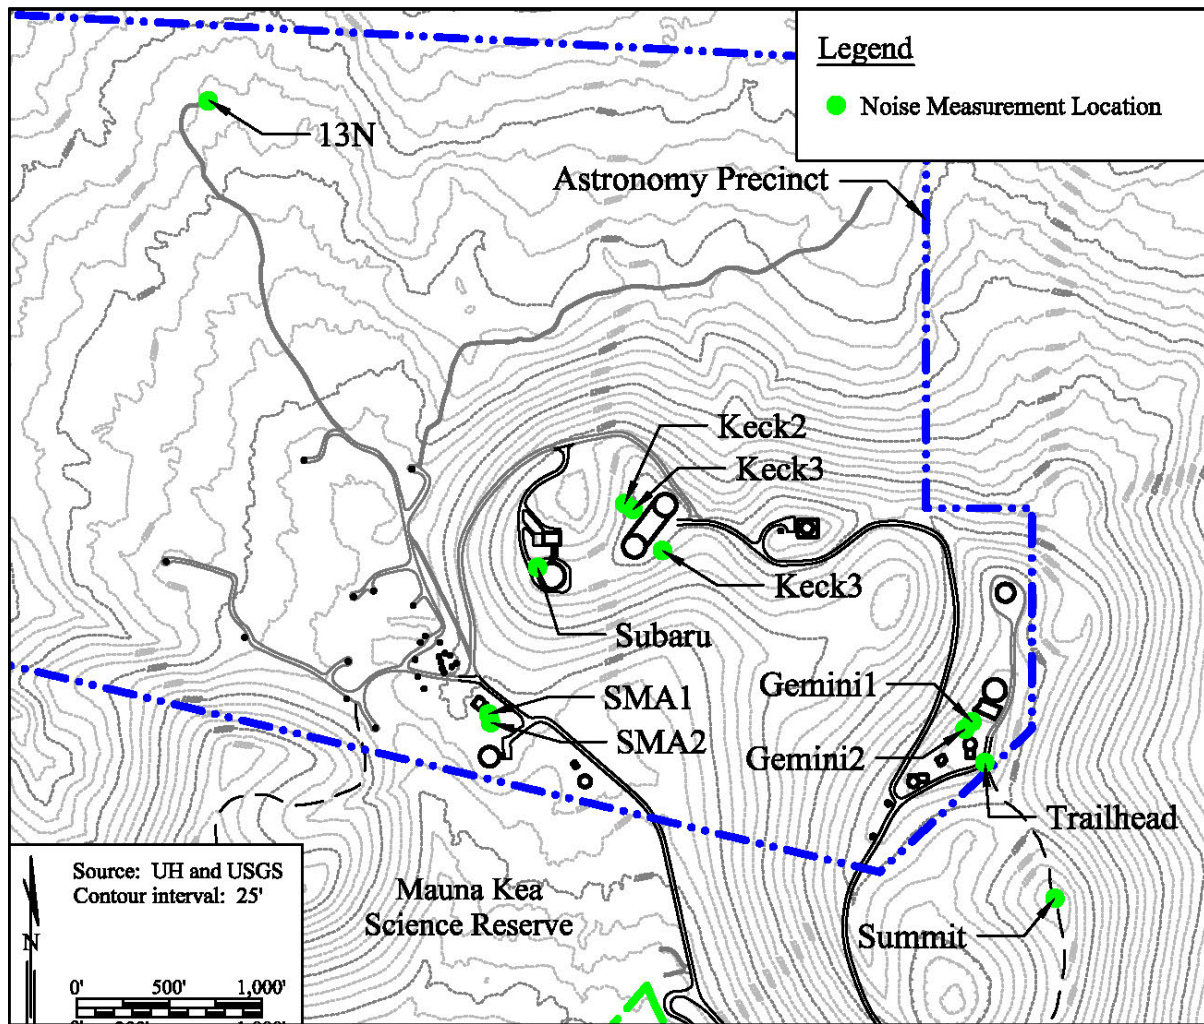 Legend
Noise Measurement Location
13N
Astronomy Precinct
Keck2
Keck3
Keck3
Subaru
SMA1
SMA2
Gemini1
Gemini2
Trailhead
Summit
Mauna Kea
Science Reserve
Source: UH and USGS
Contour interval: 25'
N
0' 500' 1,000'